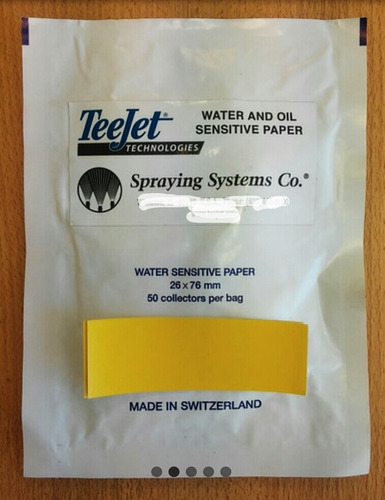 TeeJet®
TECHNOLOGIES
WATER AND OIL
SENSITIVE PAPER
Spraying Systems Co.®
WATER SENSITIVE PAPER
26 x 76 mm
50 collectors per bag
MADE IN SWITZERLAND